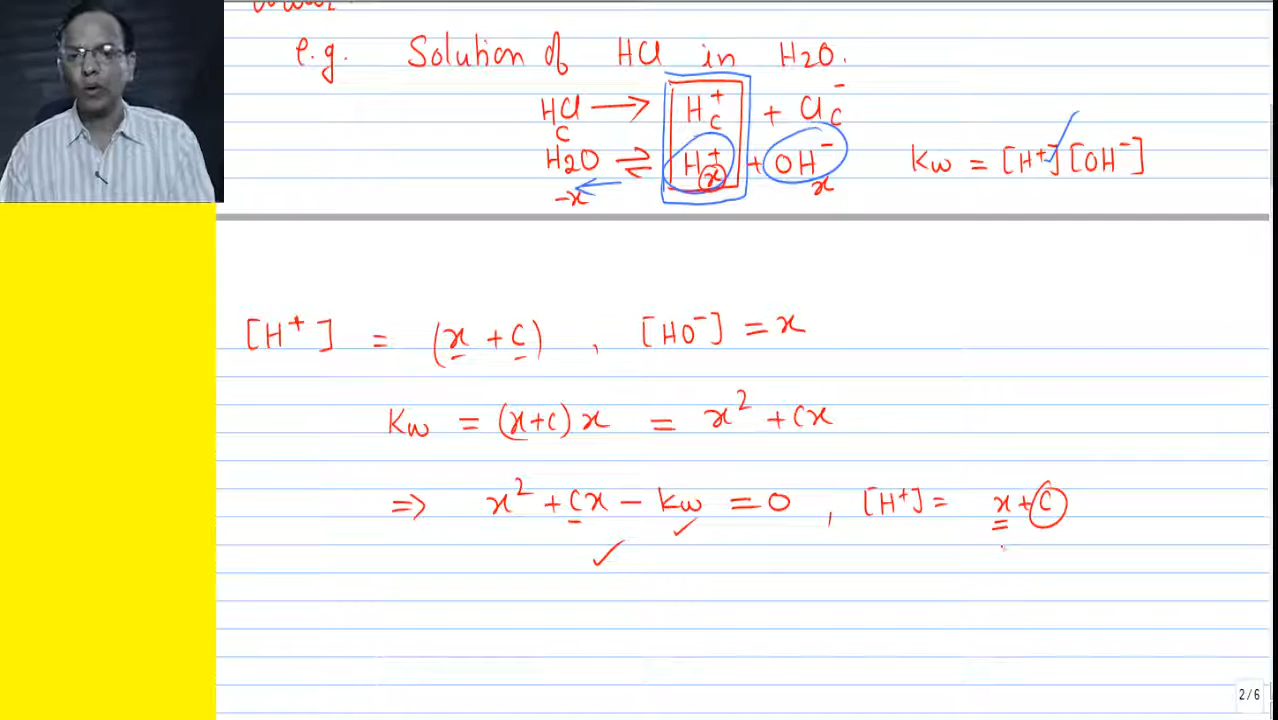 e.g. Solution of HCl in H2O.
HCl → H⁺ + Cl⁻
C C C
H2O ⇌ H⁺ + OH⁻ Kw = [H⁺][OH⁻]
-x x x
[H⁺] = (x + C) , [HO⁻] = x
Kw = (x+C) x = x² + Cx
⇒ x² + Cx - Kw = 0 , [H⁺] = x + C
2/6